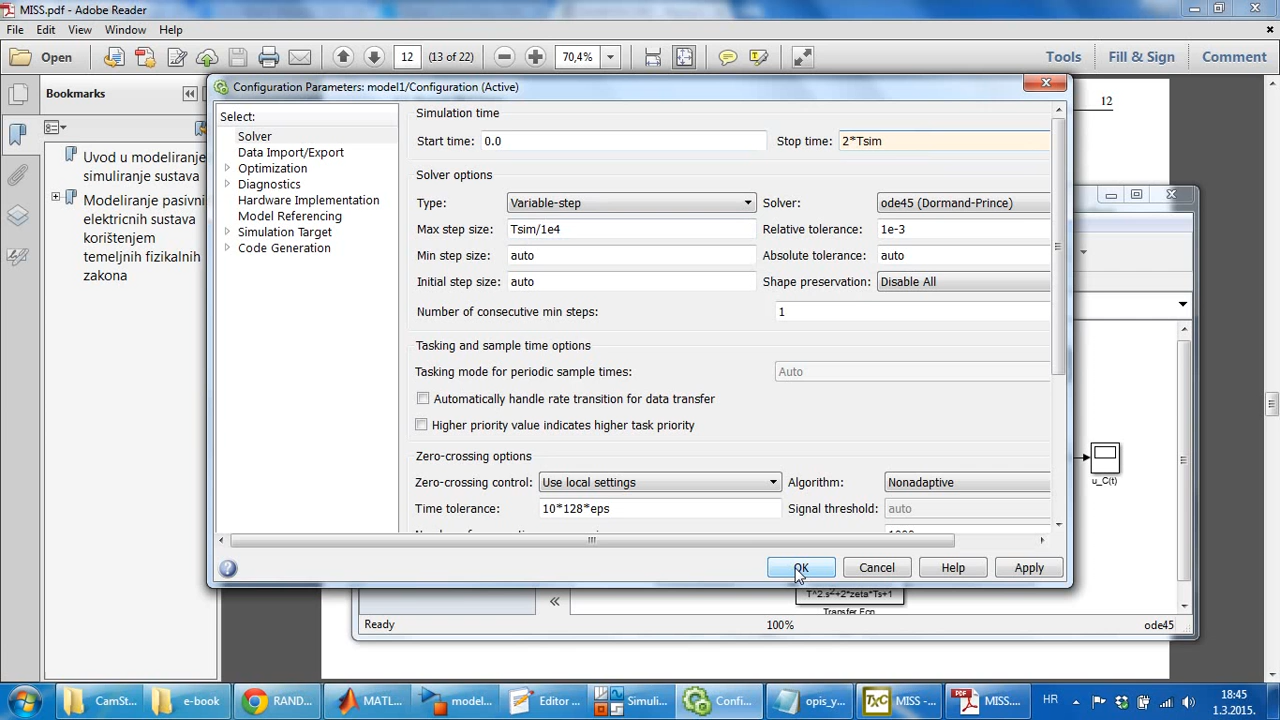 MISS.pdf - Adobe Reader
File Edit View Window Help
Open 12 (13 of 22) 70,4% Tools Fill & Sign Comment
Bookmarks
Uvod u modeliranje
simuliranje sustava
Modeliranje pasivni
elektricnih sustava
korištenjem
temeljnih fizikalnih
zakona
12
Configuration Parameters: model1/Configuration (Active)
Select:
Solver
Data Import/Export
Optimization
Diagnostics
Hardware Implementation
Model Referencing
Simulation Target
Code Generation
Simulation time
Start time: 0.0 Stop time: 2*Tsim
Solver options
Type: Variable-step Solver: ode45 (Dormand-Prince)
Max step size: Tsim/1e4 Relative tolerance: 1e-3
Min step size: auto Absolute tolerance: auto
Initial step size: auto Shape preservation: Disable All
Number of consecutive min steps: 1
Tasking and sample time options
Tasking mode for periodic sample times: Auto
Automatically handle rate transition for data transfer
Higher priority value indicates higher task priority
Zero-crossing options
Zero-crossing control: Use local settings Algorithm: Nonadaptive
Time tolerance: 10*128*eps Signal threshold: auto
OK Cancel Help Apply
u_C(t)
T^2.s²+2*zeta*Ts+1
Transfer Fcn
Ready 100% ode45
CamSt... e-book RAND... MATL... model... Editor ... Simuli... Confi... opis_y... MISS -... MISS....
HR 18:45
1.3.2015.